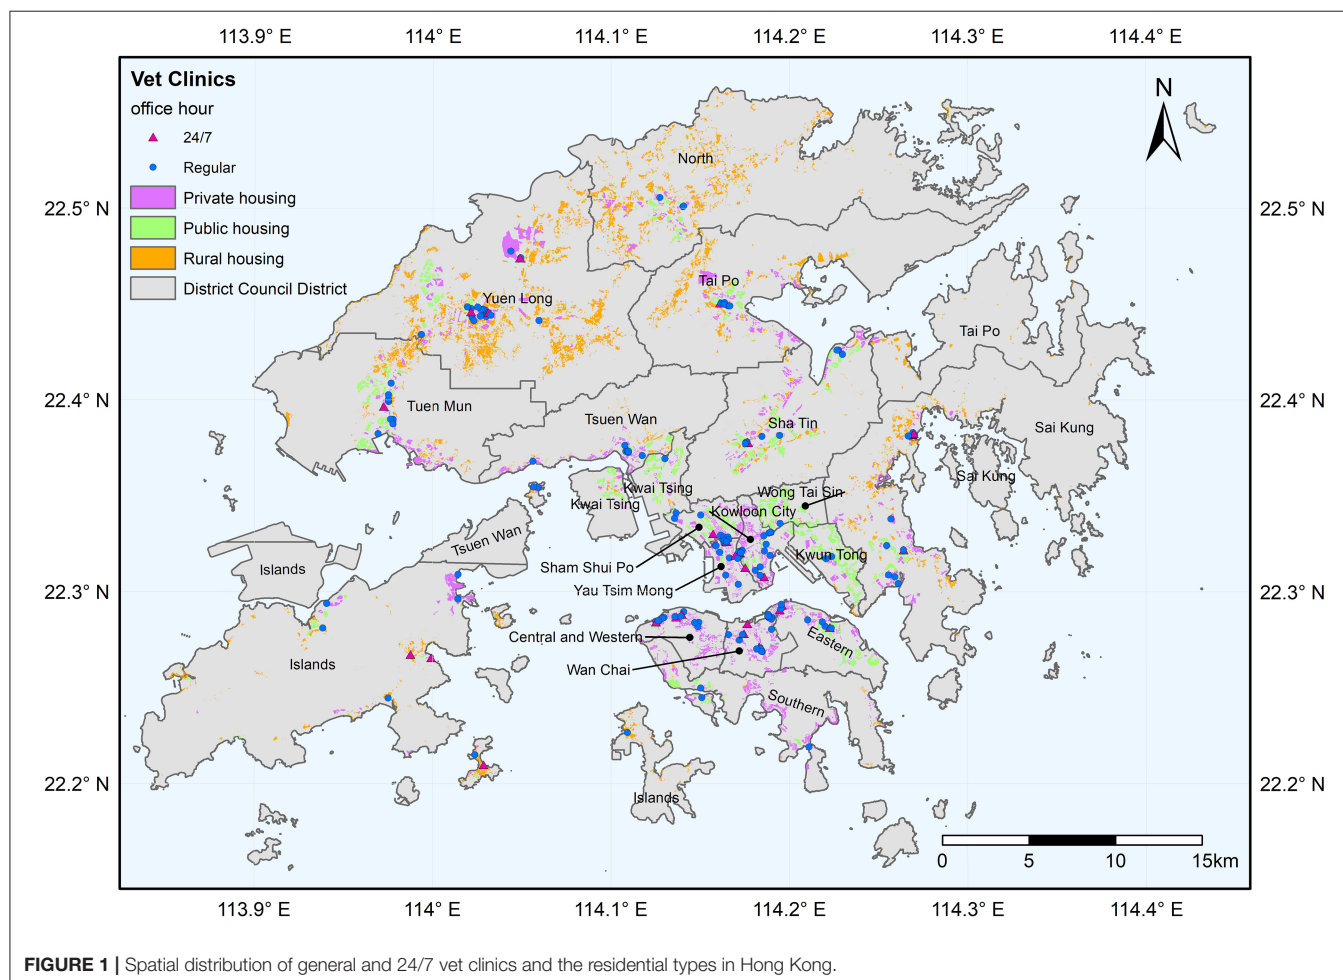 113.9° E 114° E 114.1° E 114.2° E 114.3° E 114.4° E
Vet Clinics
office hour
24/7
Regular
Private housing
Public housing
Rural housing
District Council District
N
22.5° N 22.5° N
22.4° N 22.4° N
22.3° N 22.3° N
22.2° N 22.2° N
North
Tai Po
Yuen Long
Tai Po
Tuen Mun
Tsuen Wan
Sha Tin
Sai Kung
Sai Kung
Kwai Tsing
Kwai Tsing
Wong Tai Sin
Kowloon City
Tsuen Wan
Kwun Tong
Islands
Sham Shui Po
Yau Tsim Mong
Central and Western
Eastern
Islands
Wan Chai
Southern
Islands
0 5 10 15km
113.9° E 114° E 114.1° E 114.2° E 114.3° E 114.4° E
FIGURE 1 | Spatial distribution of general and 24/7 vet clinics and the residential types in Hong Kong.